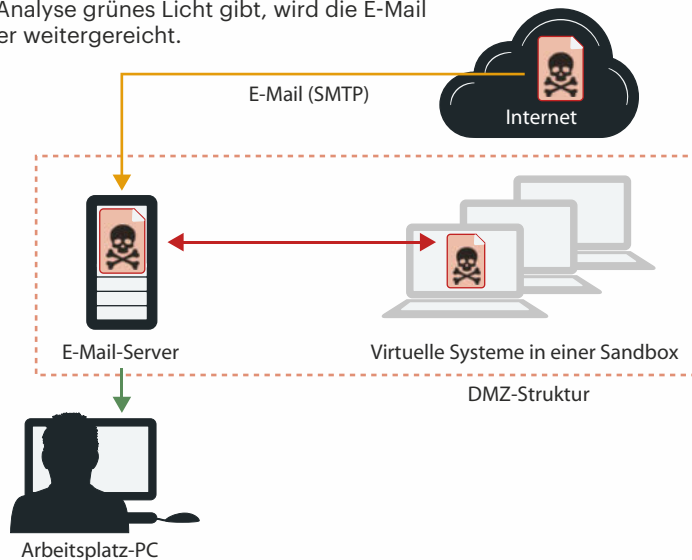 Analyse grünes Licht gibt, wird die E-Mail
er weitergereicht.
E-Mail (SMTP)
Internet
E-Mail-Server
Virtuelle Systeme in einer Sandbox
DMZ-Struktur
Arbeitsplatz-PC